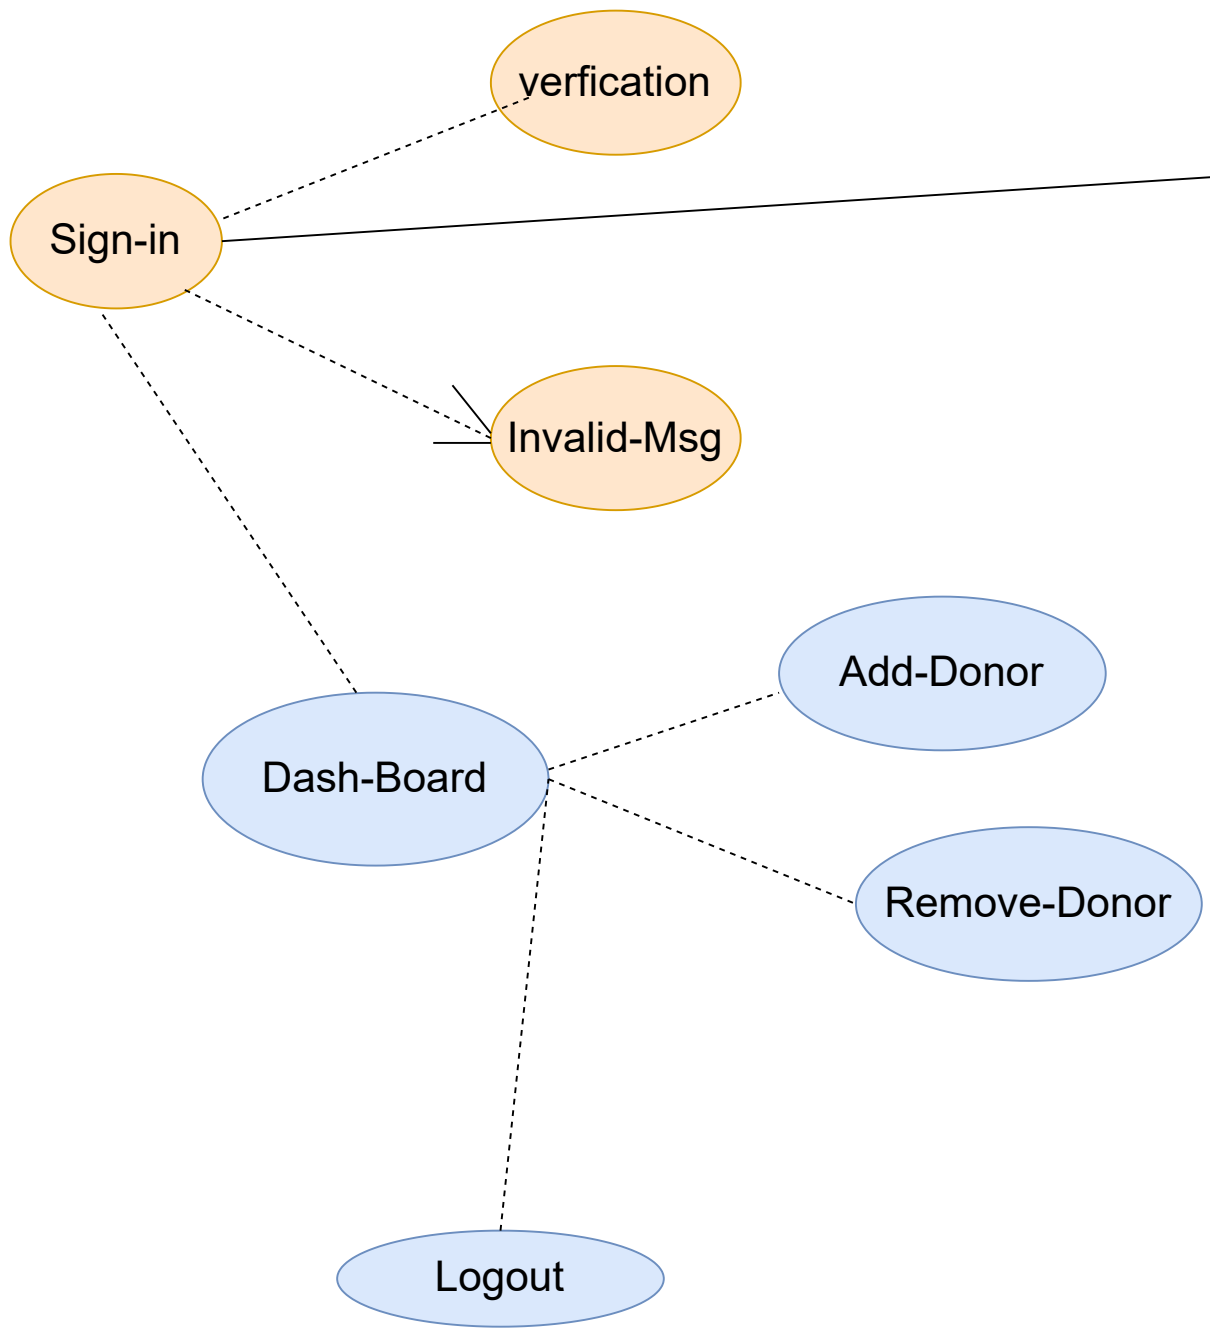 verfication
Sign-in
Invalid-Msg
Add-Donor
Dash-Board
Remove-Donor
Logout